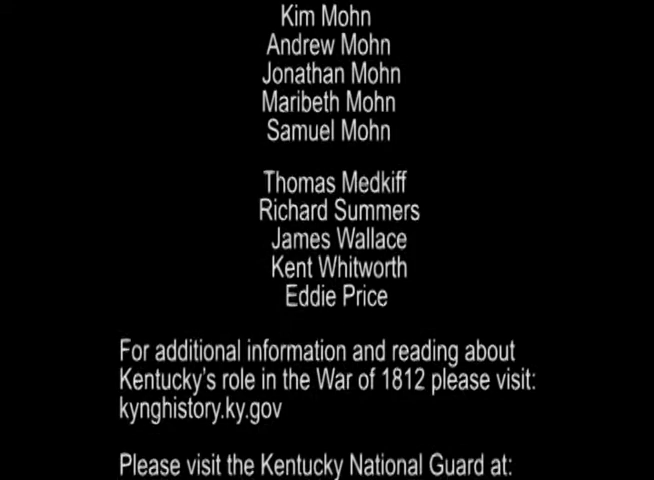 Kim Mohn
Andrew Mohn
Jonathan Mohn
Maribeth Mohn
Samuel Mohn
Thomas Medkiff
Richard Summers
James Wallace
Kent Whitworth
Eddie Price
For additional information and reading about
Kentucky's role in the War of 1812 please visit:
kynghistory.ky.gov
Please visit the Kentucky National Guard at: